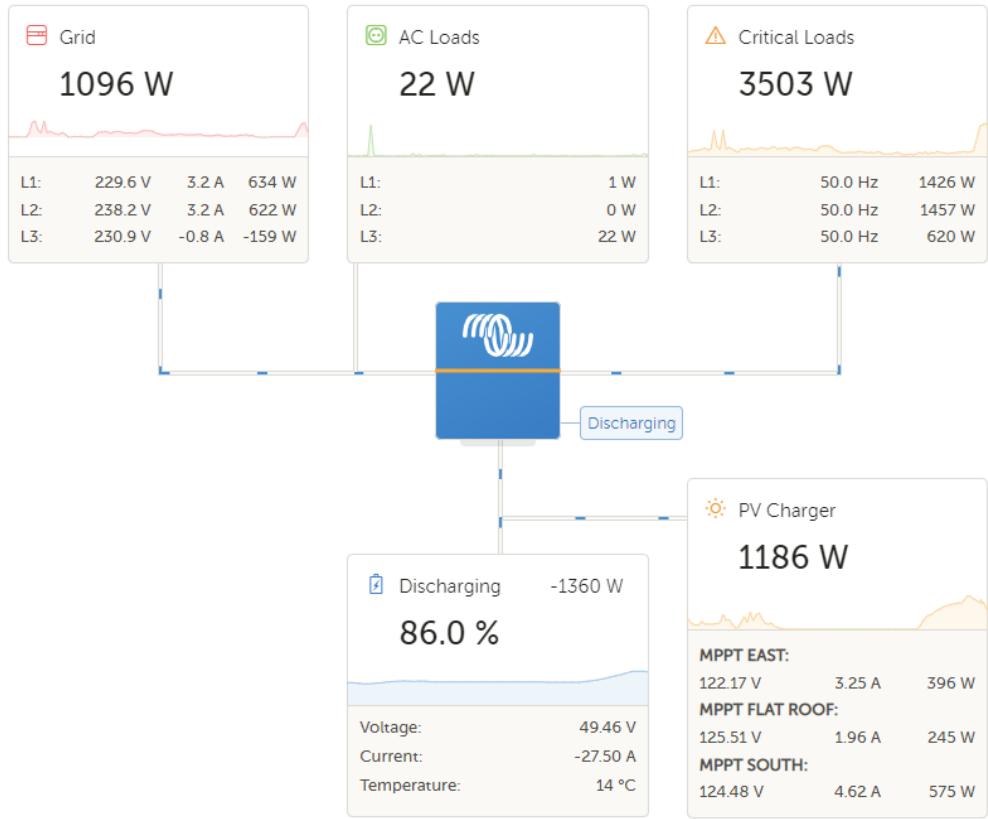 Grid
1096 W
L1: 229.6 V 3.2 A 634 W
L2: 238.2 V 3.2 A 622 W
L3: 230.9 V -0.8 A -159 W
AC Loads
22 W
L1: 1 W
L2: 0 W
L3: 22 W
Critical Loads
3503 W
L1: 50.0 Hz 1426 W
L2: 50.0 Hz 1457 W
L3: 50.0 Hz 620 W
Discharging
Discharging -1360 W
86.0 %
Voltage: 49.46 V
Current: -27.50 A
Temperature: 14 °C
PV Charger
1186 W
MPPT EAST:
122.17 V 3.25 A 396 W
MPPT FLAT ROOF:
125.51 V 1.96 A 245 W
MPPT SOUTH:
124.48 V 4.62 A 575 W